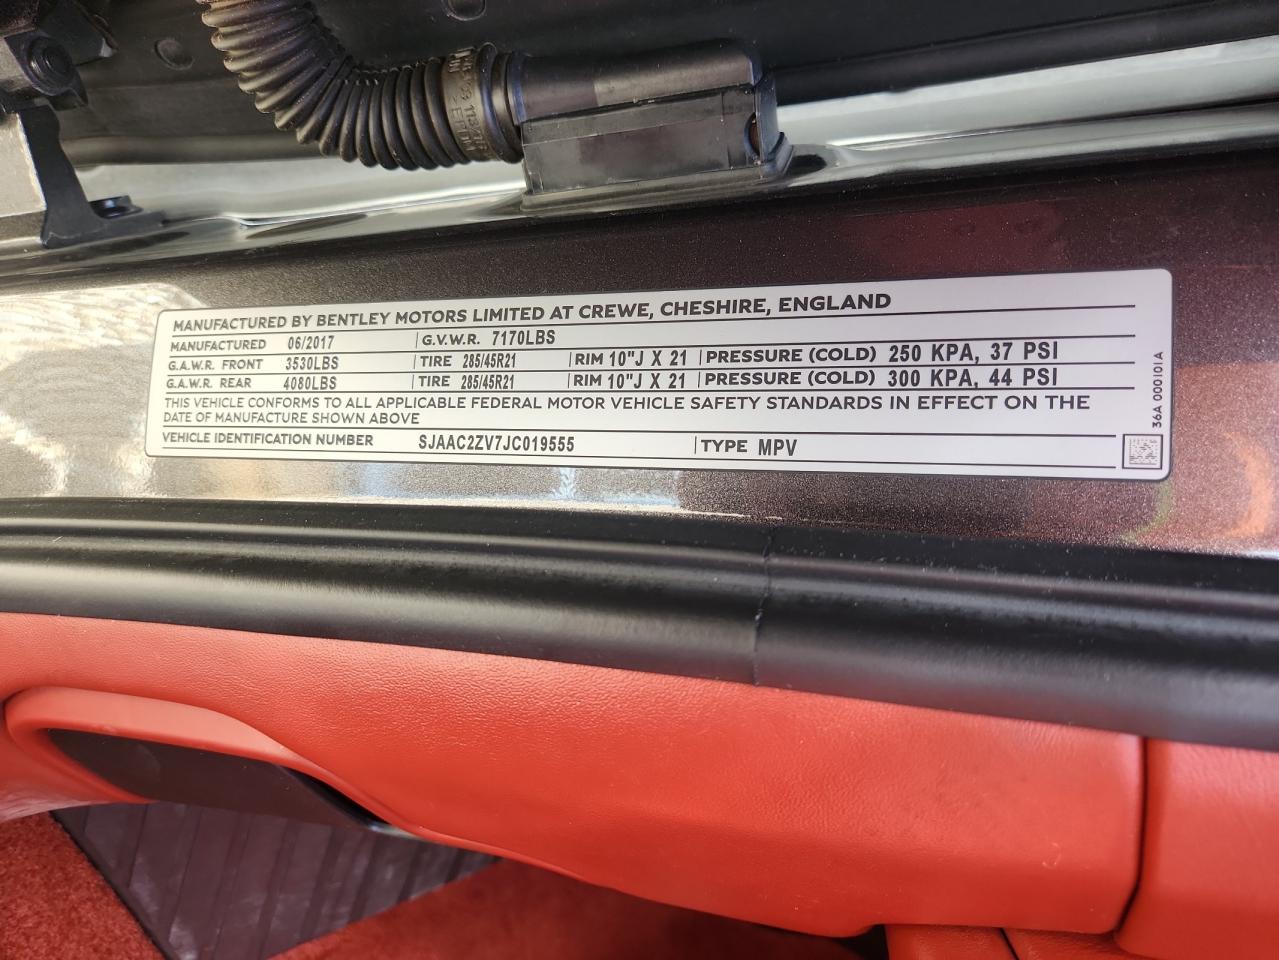 MANUFACTURED BY BENTLEY MOTORS LIMITED AT CREWE, CHESHIRE, ENGLAND
MANUFACTURED 06/2017 G.V.W.R. 7170LBS
G.A.W.R. FRONT 3530LBS TIRE 285/45R21 RIM 10"J X 21 PRESSURE (COLD) 250 KPA, 37 PSI
G.A.W.R. REAR 4080LBS TIRE 285/45R21 RIM 10"J X 21 PRESSURE (COLD) 300 KPA, 44 PSI
THIS VEHICLE CONFORMS TO ALL APPLICABLE FEDERAL MOTOR VEHICLE SAFETY STANDARDS IN EFFECT ON THE
DATE OF MANUFACTURE SHOWN ABOVE
VEHICLE IDENTIFICATION NUMBER SJAAC2ZV7JC019555 TYPE MPV
36A 000101A